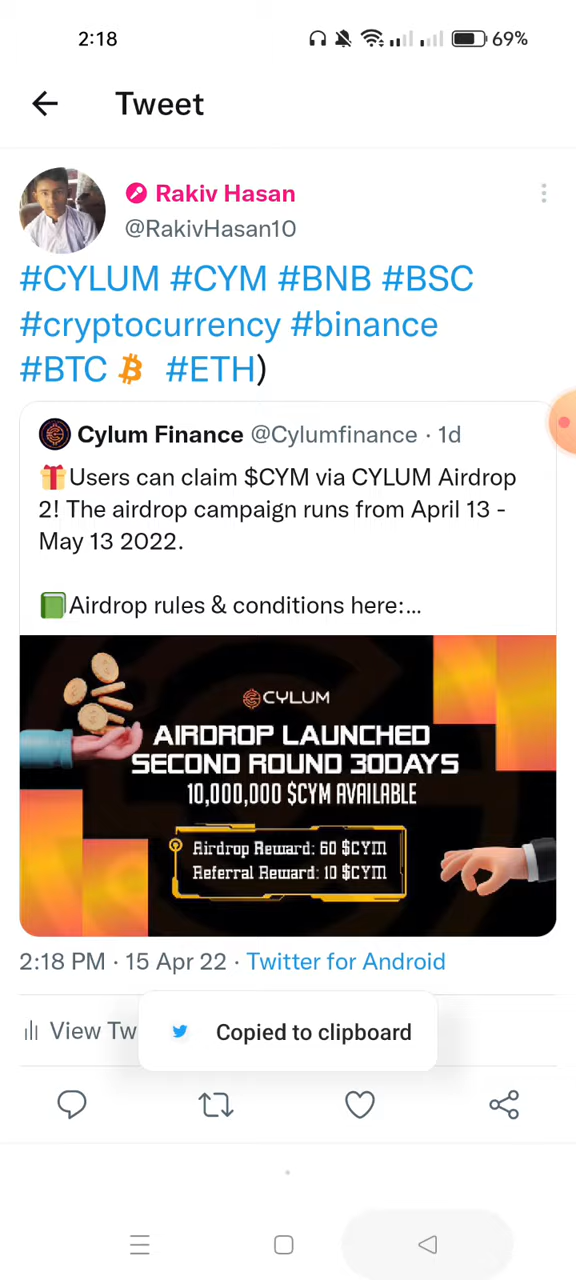 2:18
69%
Tweet
Rakiv Hasan
@RakivHasan10
#CYLUM #CYM #BNB #BSC
#cryptocurrency #binance
#BTC #ETH)
Cylum Finance @Cylumfinance · 1d
🎁Users can claim $CYM via CYLUM Airdrop
2! The airdrop campaign runs from April 13 -
May 13 2022.
📗Airdrop rules & conditions here:...
CYLUM
AIRDROP LAUNCHED
SECOND ROUND 30DAYS
10,000,000 $CYM AVAILABLE
Airdrop Reward: 60 $CYM
Referral Reward: 10 $CYM
2:18 PM · 15 Apr 22 · Twitter for Android
View Tw
Copied to clipboard